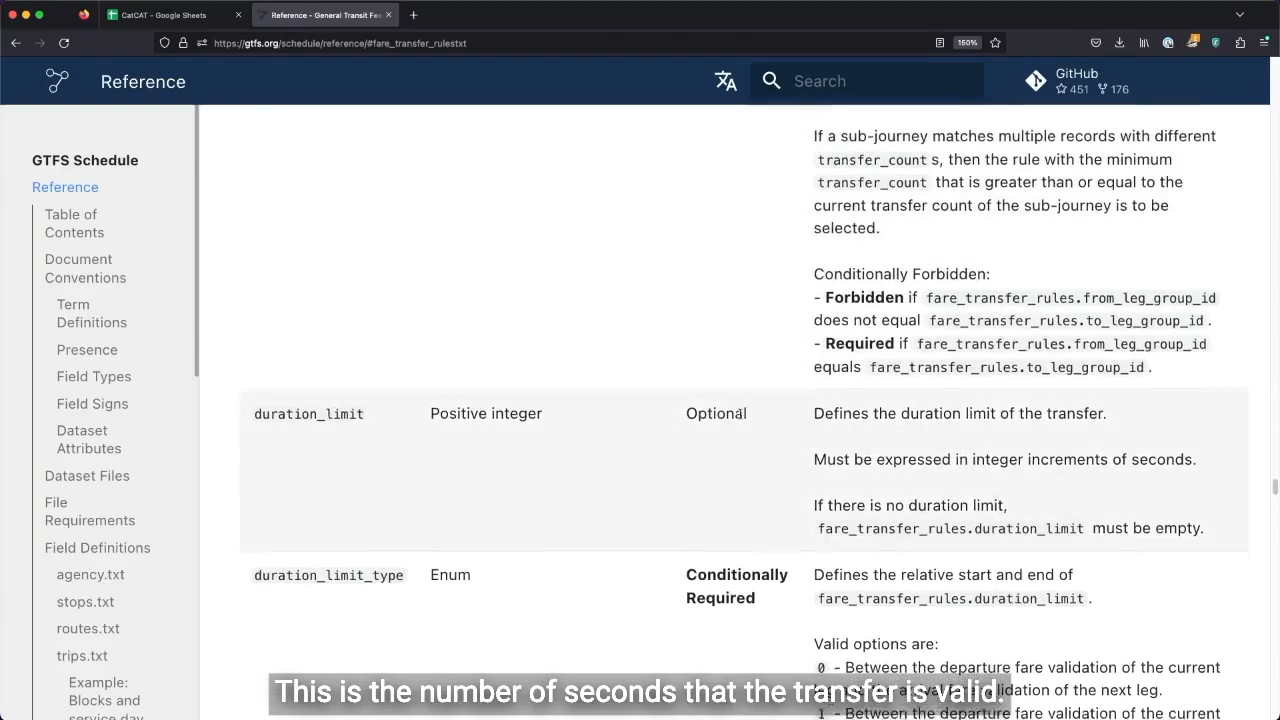 CatCAT – Google Sheets
Reference - General Transit Fee
https://gtfs.org/schedule/reference/#fare_transfer_rulestxt
150%
Reference
Search
GitHub
451 176
GTFS Schedule
Reference
Table of
Contents
Document
Conventions
Term
Definitions
Presence
Field Types
Field Signs
Dataset
Attributes
Dataset Files
File
Requirements
Field Definitions
agency.txt
stops.txt
routes.txt
trips.txt
Example:
Blocks and
service day
If a sub-journey matches multiple records with different
transfer_count s, then the rule with the minimum
transfer_count that is greater than or equal to the
current transfer count of the sub-journey is to be
selected.
Conditionally Forbidden:
- Forbidden if fare_transfer_rules.from_leg_group_id
does not equal fare_transfer_rules.to_leg_group_id .
- Required if fare_transfer_rules.from_leg_group_id
equals fare_transfer_rules.to_leg_group_id .
duration_limit Positive integer Optional Defines the duration limit of the transfer.
Must be expressed in integer increments of seconds.
If there is no duration limit,
fare_transfer_rules.duration_limit must be empty.
duration_limit_type Enum Conditionally Required Defines the relative start and end of
fare_transfer_rules.duration_limit .
Valid options are:
0 - Between the departure fare validation of the current
validation of the next leg.
1 - Between the departure fare validation of the current
This is the number of seconds that the transfer is valid.